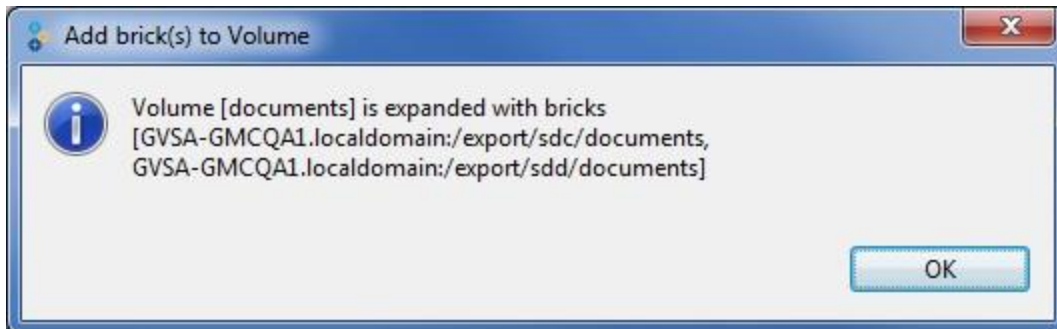 Add brick(s) to Volume
Volume [documents] is expanded with bricks
[GVSA-GMCQA1.localdomain:/export/sdc/documents,
GVSA-GMCQA1.localdomain:/export/sdd/documents]
OK